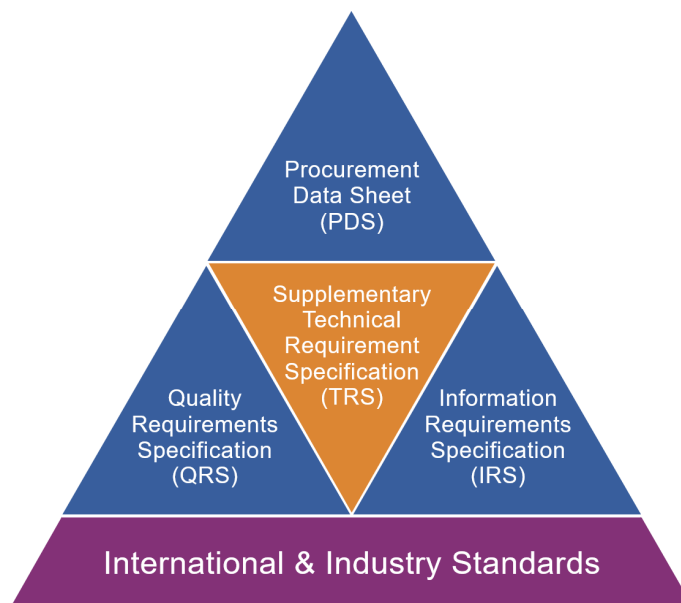 Procurement
Data Sheet
(PDS)
Supplementary
Technical
Requirement
Specification
(TRS)
Quality
Requirements
Specification
(QRS)
Information
Requirements
Specification
(IRS)
International & Industry Standards